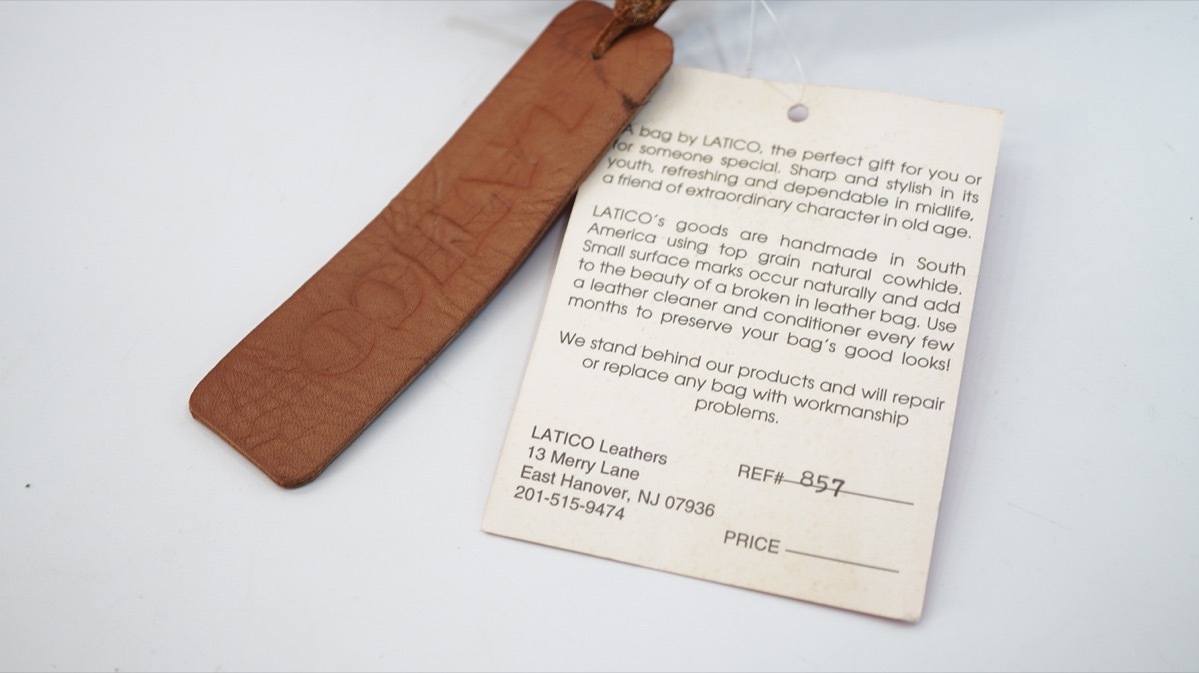 A bag by LATICO, the perfect gift for you or
for someone special. Sharp and stylish in its
youth, refreshing and dependable in midlife,
a friend of extraordinary character in old age.
LATICO's goods are handmade in South
America using top grain natural cowhide.
Small surface marks occur naturally and add
to the beauty of a broken in leather bag. Use
a leather cleaner and conditioner every few
months to preserve your bag's good looks!
We stand behind our products and will repair
or replace any bag with workmanship
problems.
LATICO Leathers
13 Merry Lane
East Hanover, NJ 07936
201-515-9474
REF# 857
PRICE